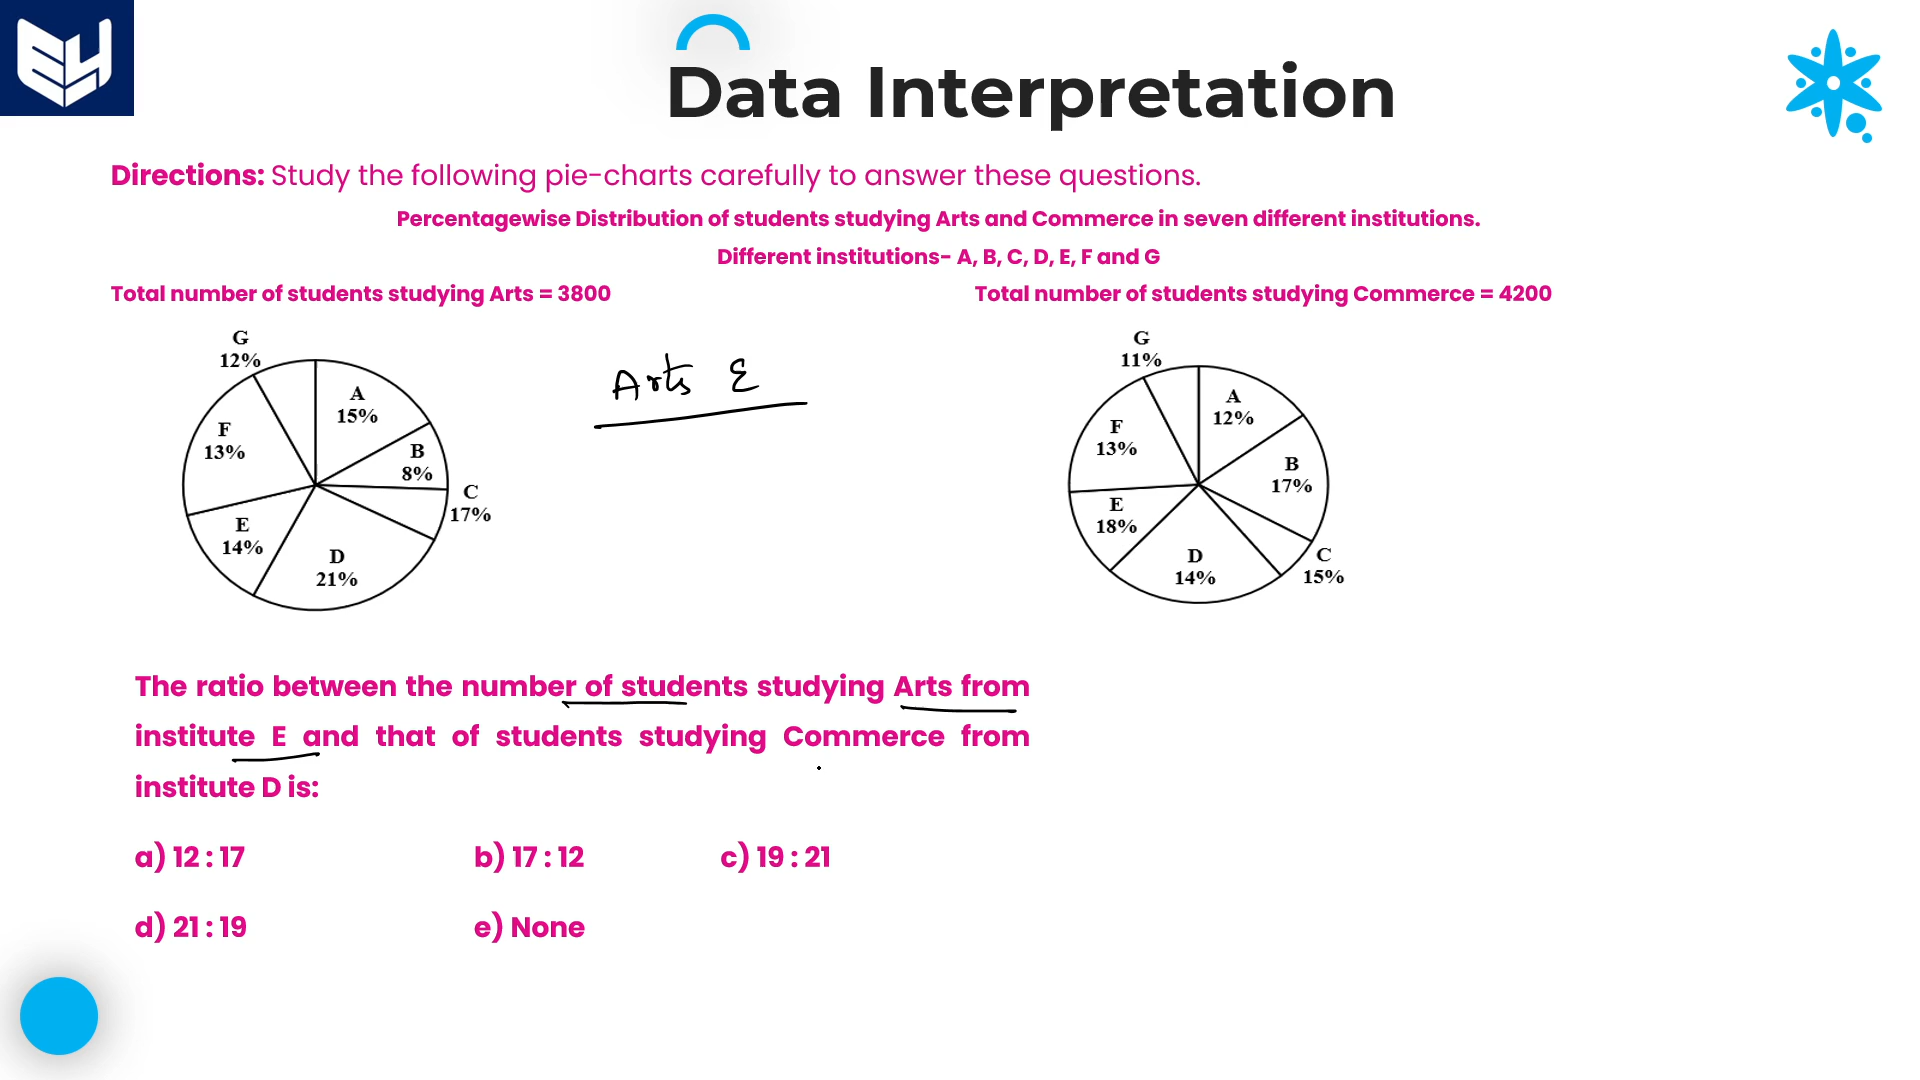 Data Interpretation
Directions: Study the following pie-charts carefully to answer these questions.
Percentagewise Distribution of students studying Arts and Commerce in seven different institutions.
Different institutions- A, B, C, D, E, F and G
Total number of students studying Arts = 3800
Total number of students studying Commerce = 4200
G
12%
A
15%
F
13%
B
8%
C
17%
E
14%
D
21%
Arts E
G
11%
A
12%
F
13%
B
17%
E
18%
D
14%
C
15%
The ratio between the number of students studying Arts from
institute E and that of students studying Commerce from
institute D is:
a) 12 : 17 b) 17 : 12 c) 19 : 21
d) 21 : 19 e) None